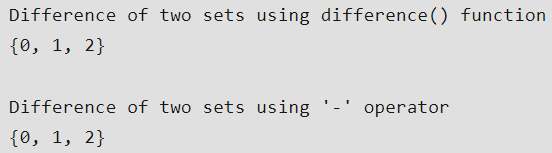 Difference of two sets using difference() function
{0, 1, 2}
Difference of two sets using '-' operator
{0, 1, 2}